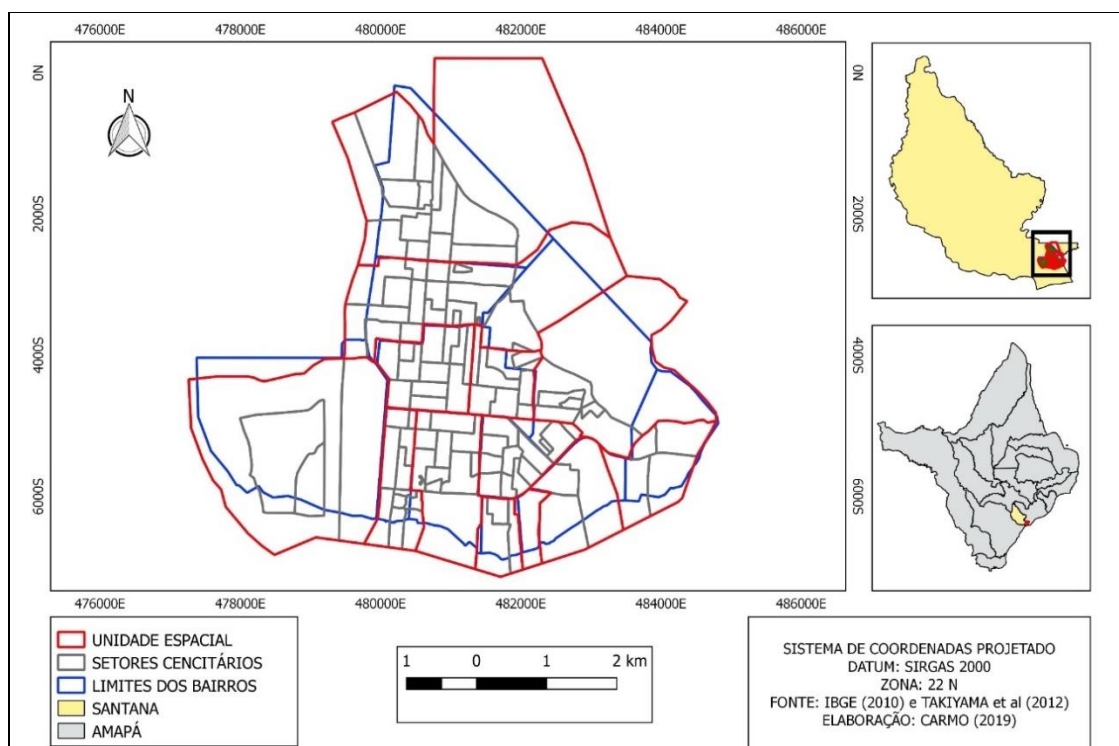 476000E 478000E 480000E 482000E 484000E 486000E
0N
2000S
4000S
6000S
N
0N
2000S
4000S
6000S
476000E 478000E 480000E 482000E 484000E 486000E
UNIDADE ESPACIAL
SETORES CENCITÁRIOS
LIMITES DOS BAIRROS
SANTANA
AMAPÁ
1 0 1 2 km
SISTEMA DE COORDENADAS PROJETADO
DATUM: SIRGAS 2000
ZONA: 22 N
FONTE: IBGE (2010) e TAKIYAMA et al (2012)
ELABORAÇÃO: CARMO (2019)